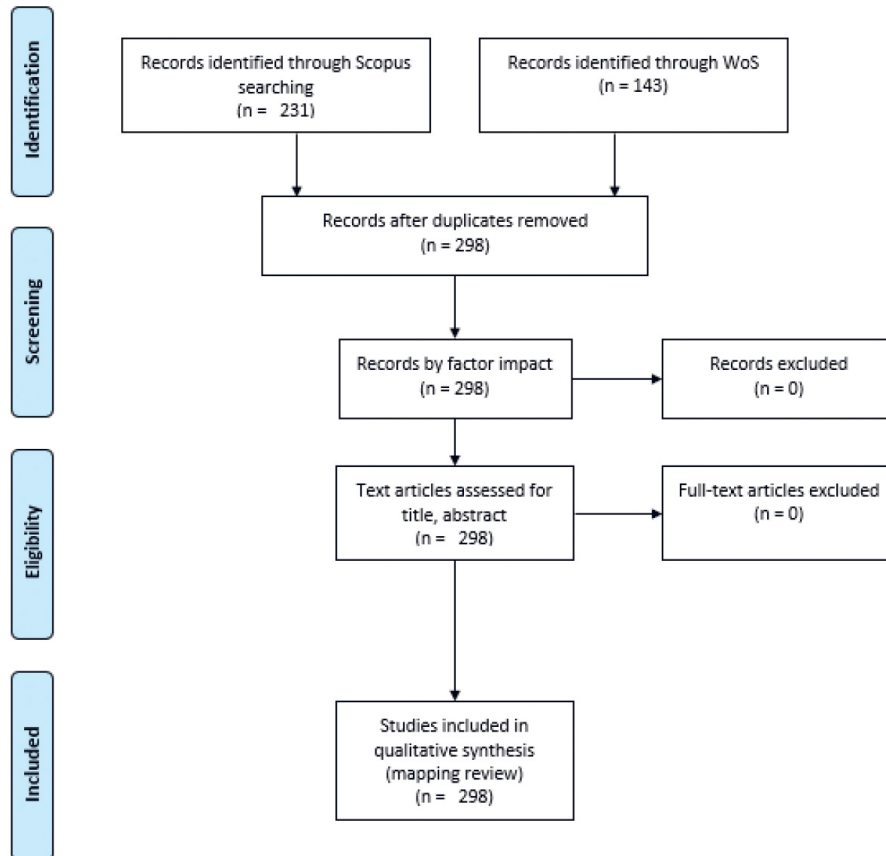 Identification
Records identified through Scopus
searching
(n =   231)
Records identified through WoS
(n = 143)
Records after duplicates removed
(n = 298)
Screening
Records by factor impact
(n = 298)
Records excluded
(n = 0)
Eligibility
Text articles assessed for
title, abstract
(n =   298)
Full-text articles excluded
(n = 0)
Included
Studies included in
qualitative synthesis
(mapping review)
(n =   298)